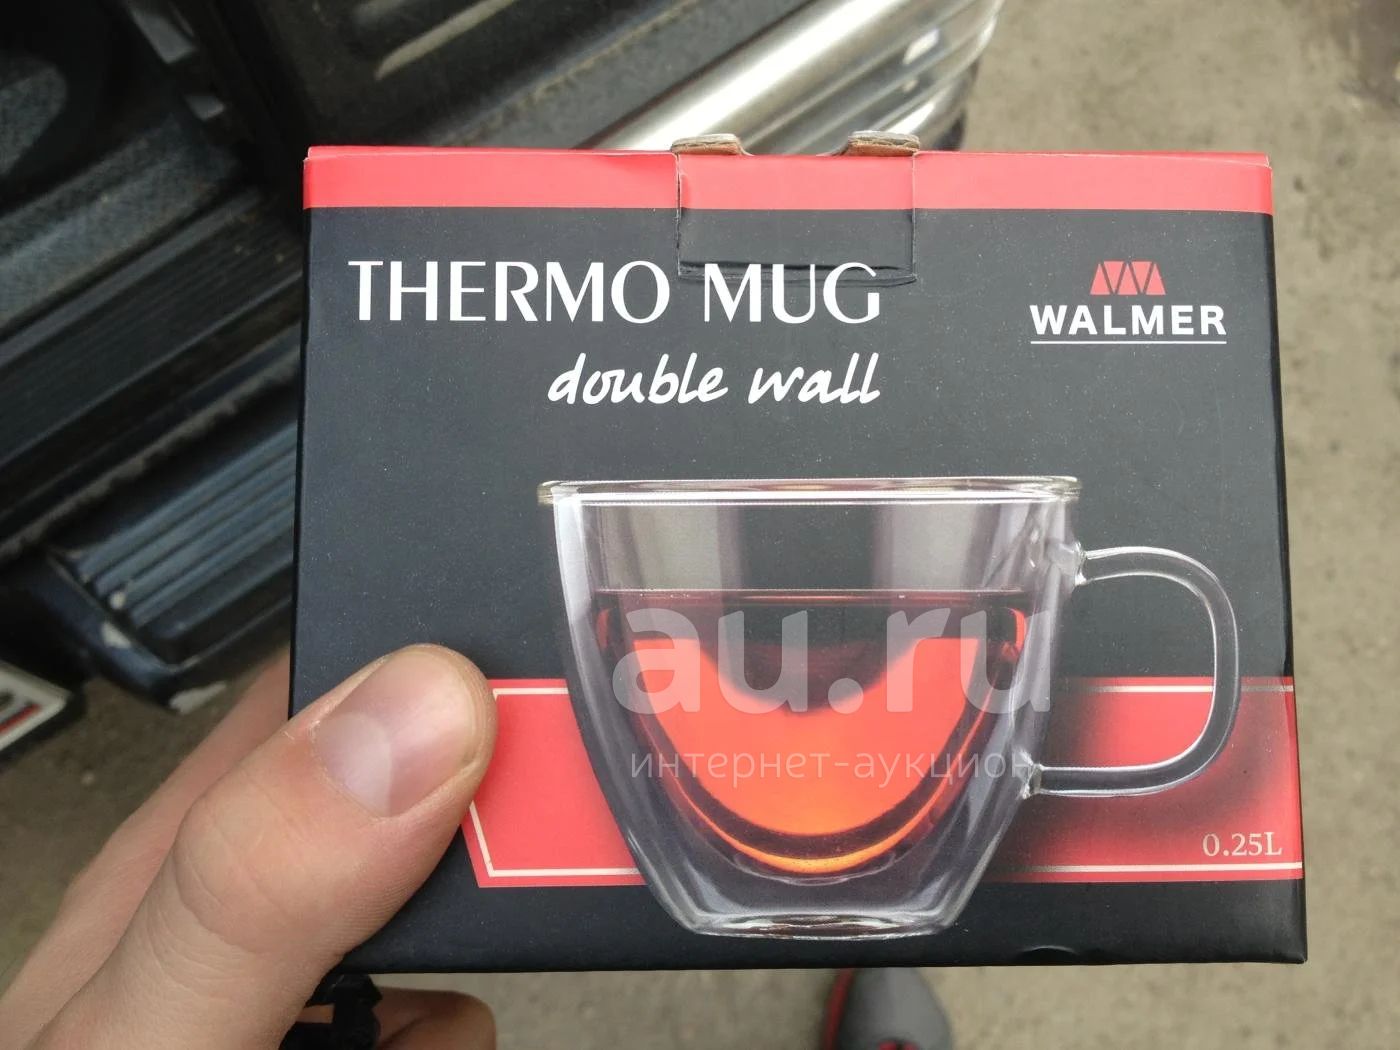 THERMO MUG
double wall
WALMER
au.ru
интернет-аукцион
0.25L